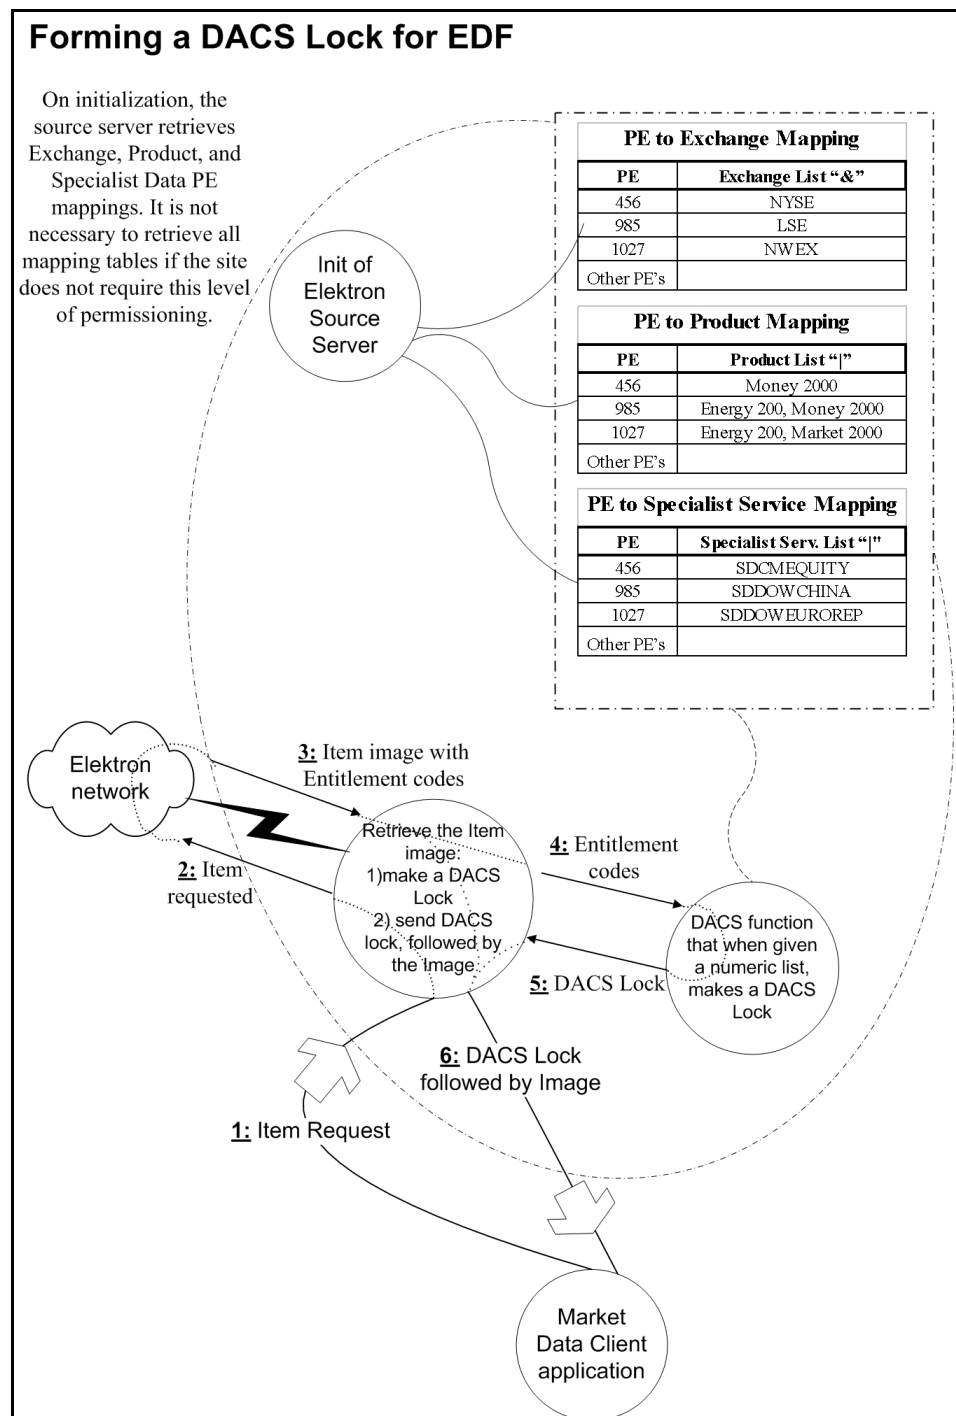 Forming a DACS Lock for EDF
On initialization, the
source server retrieves
Exchange, Product, and
Specialist Data PE
mappings. It is not
necessary to retrieve all
mapping tables if the site
does not require this level
of permissioning.
Init of
Elektron
Source
Server
PE to Exchange Mapping
PE Exchange List “&”
456 NYSE
985 LSE
1027 NWEX
Other PE’s
PE to Product Mapping
PE Product List “|”
456 Money 2000
985 Energy 200, Money 2000
1027 Energy 200, Market 2000
Other PE’s
PE to Specialist Service Mapping
PE Specialist Serv. List “|”
456 SDCMEQUITY
985 SDDOWCHINA
1027 SDDOWEUROREP
Other PE’s
Elektron
network
3: Item image with
Entitlement codes
2: Item
requested
Retrieve the Item
image:
1)make a DACS
Lock
2) send DACS
lock, followed by
the Image
4: Entitlement
codes
5: DACS Lock
DACS function
that when given
a numeric list,
makes a DACS
Lock
6: DACS Lock
followed by Image
1: Item Request
Market
Data Client
application